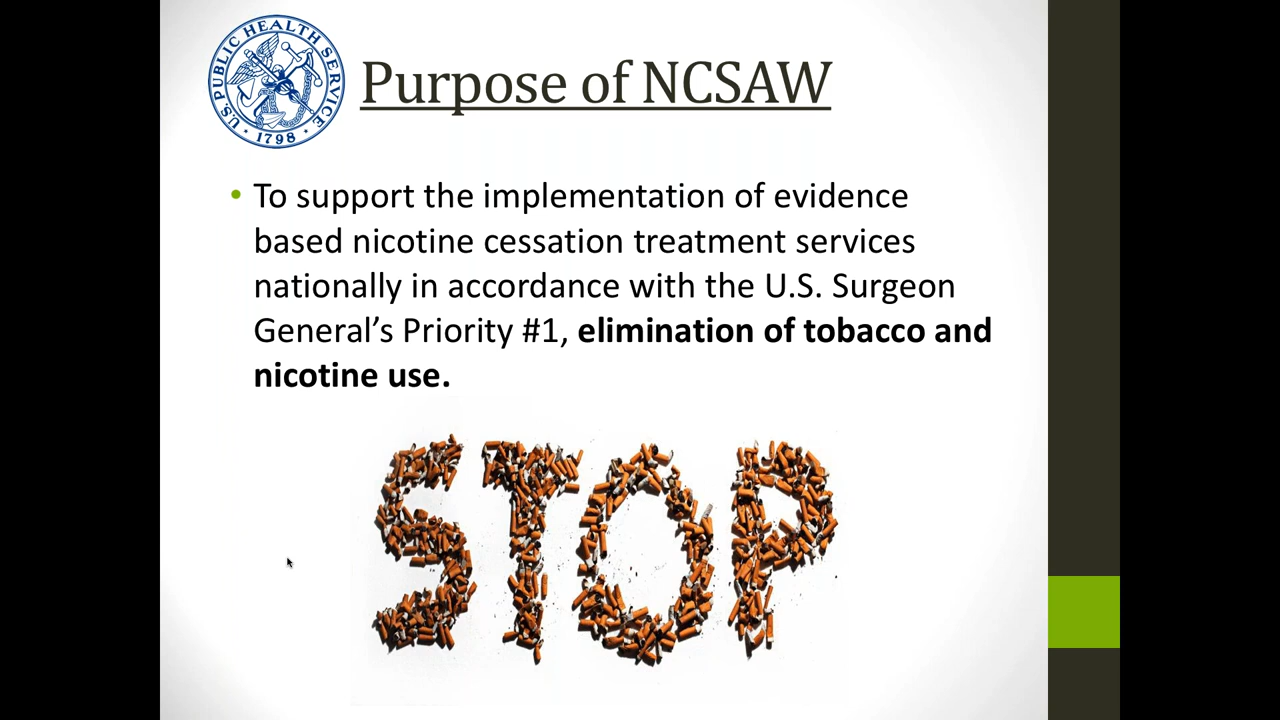 U.S. PUBLIC HEALTH SERVICE
• 1798 •
Purpose of NCSAW
• To support the implementation of evidence
based nicotine cessation treatment services
nationally in accordance with the U.S. Surgeon
General’s Priority #1, elimination of tobacco and
nicotine use.
STOP